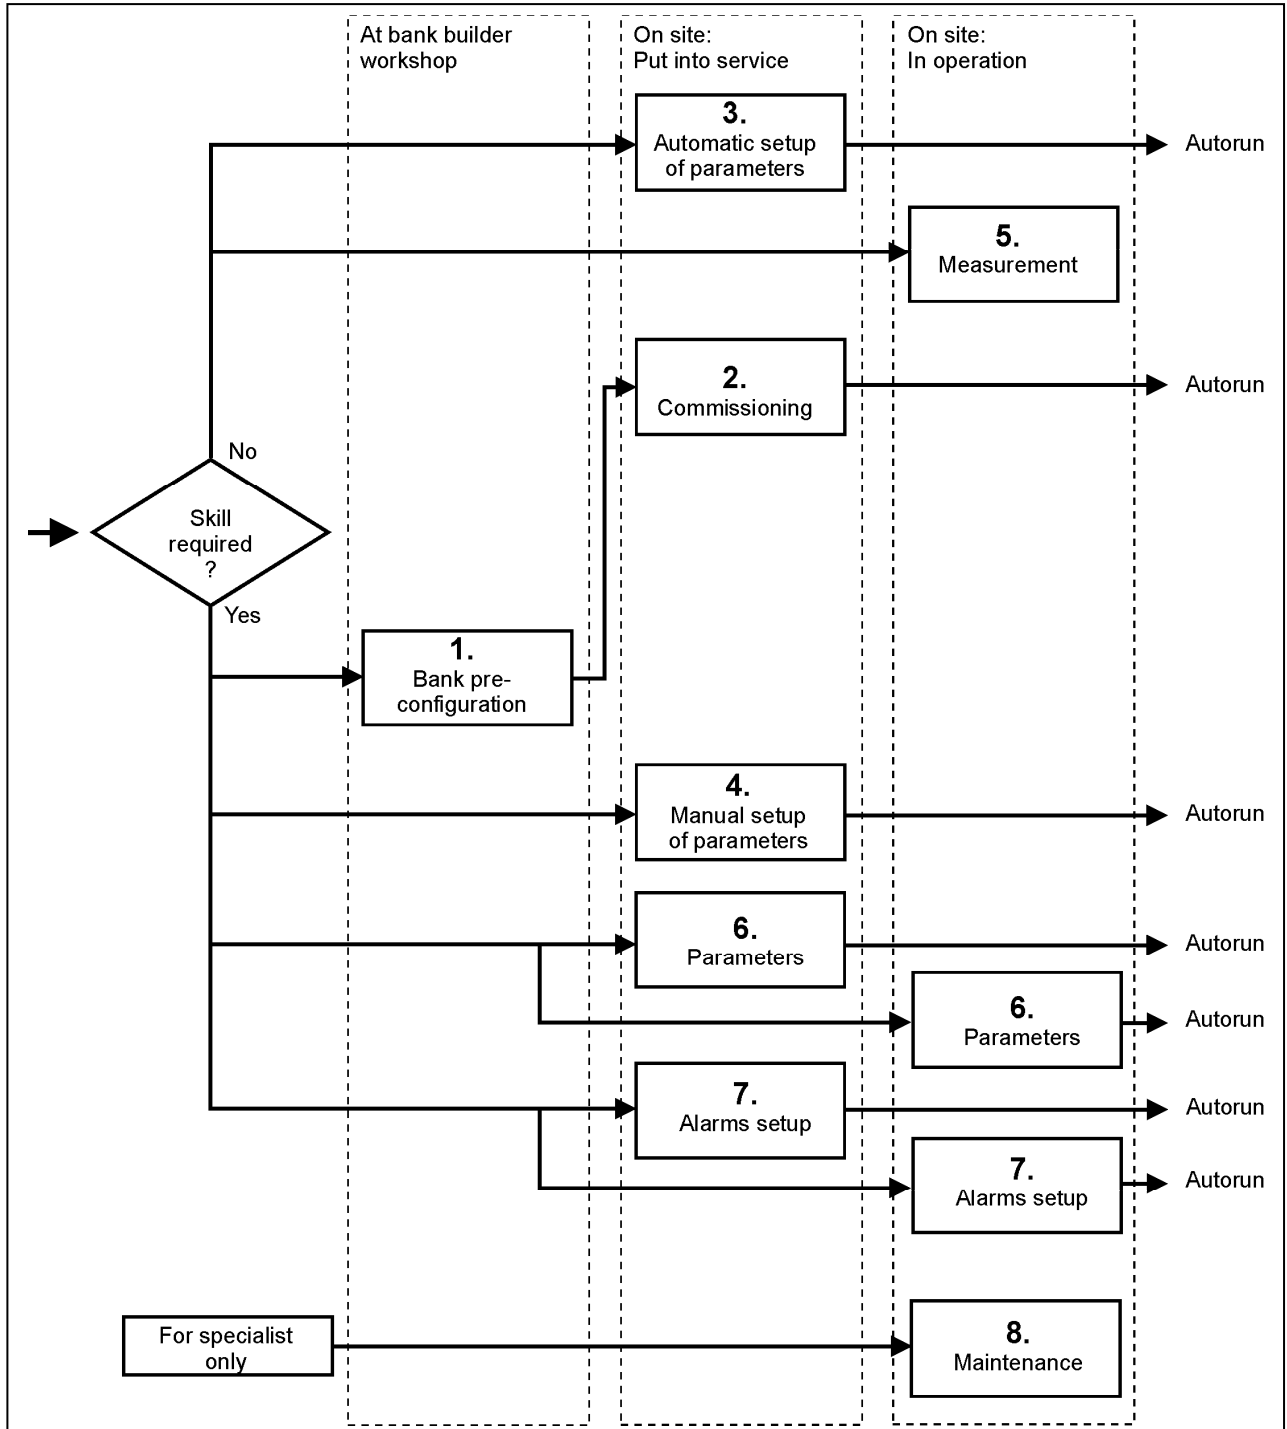 At bank builder
workshop
On site:
Put into service
On site:
In operation
3.
Automatic setup
of parameters
Autorun
5.
Measurement
2.
Commissioning
Autorun
No
Skill
required
?
Yes
1.
Bank pre-
configuration
4.
Manual setup
of parameters
Autorun
6.
Parameters
Autorun
6.
Parameters
Autorun
7.
Alarms setup
Autorun
7.
Alarms setup
Autorun
For specialist
only
8.
Maintenance